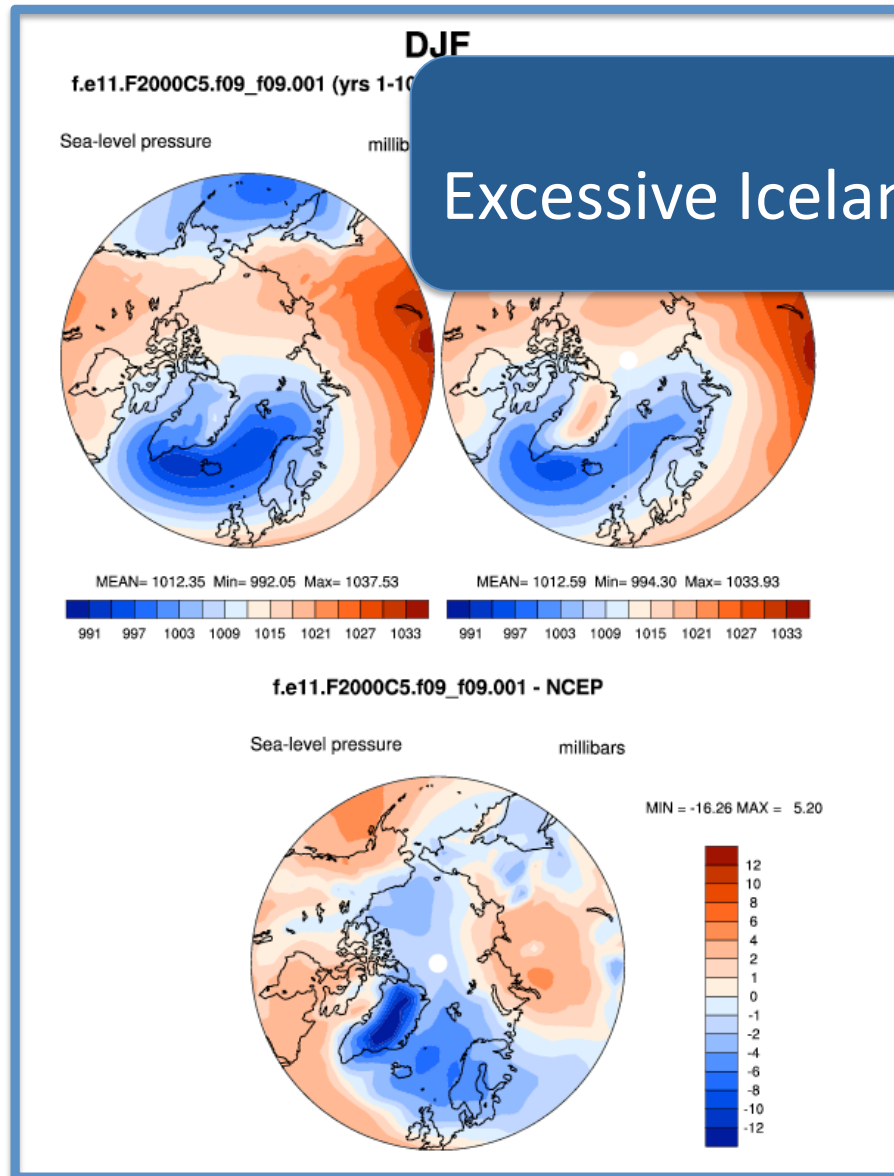 DJF
f.e11.F2000C5.f09_f09.001 (yrs 1-10
Excessive Icelan
Sea-level pressure millib
MEAN= 1012.35 Min= 992.05 Max= 1037.53
991 997 1003 1009 1015 1021 1027 1033
MEAN= 1012.59 Min= 994.30 Max= 1033.93
991 997 1003 1009 1015 1021 1027 1033
f.e11.F2000C5.f09_f09.001 - NCEP
Sea-level pressure millibars
MIN = -16.26 MAX = 5.20
12
10
8
6
4
2
1
0
-1
-2
-4
-6
-8
-10
-12